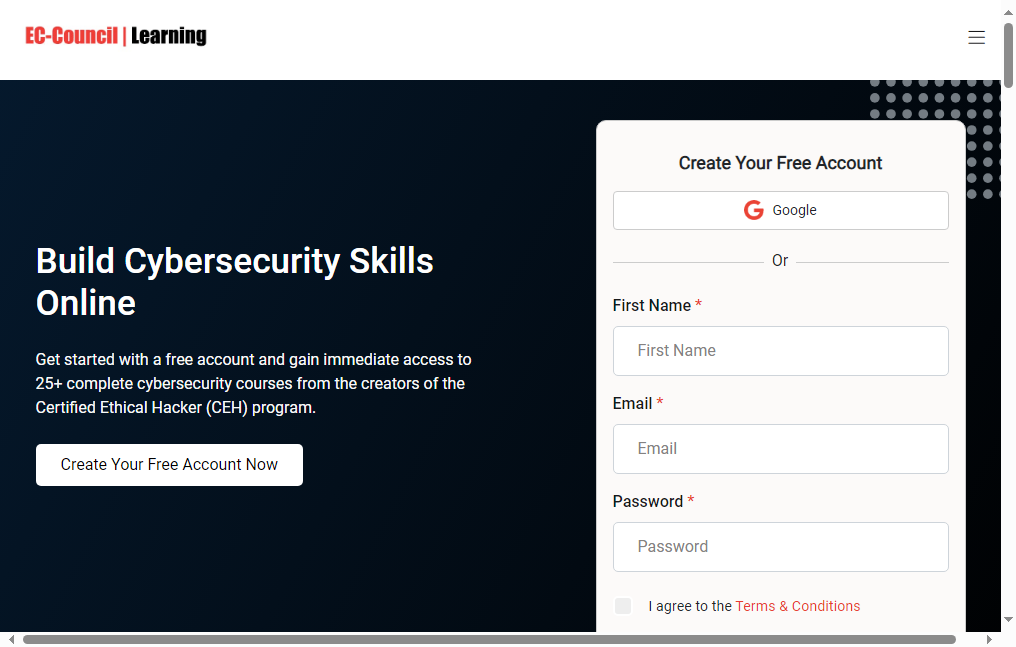 EC-Council | Learning
Build Cybersecurity Skills
Online
Get started with a free account and gain immediate access to
25+ complete cybersecurity courses from the creators of the
Certified Ethical Hacker (CEH) program.
Create Your Free Account Now
Create Your Free Account
Google
Or
First Name *
First Name
Email *
Email
Password *
Password
I agree to the Terms & Conditions